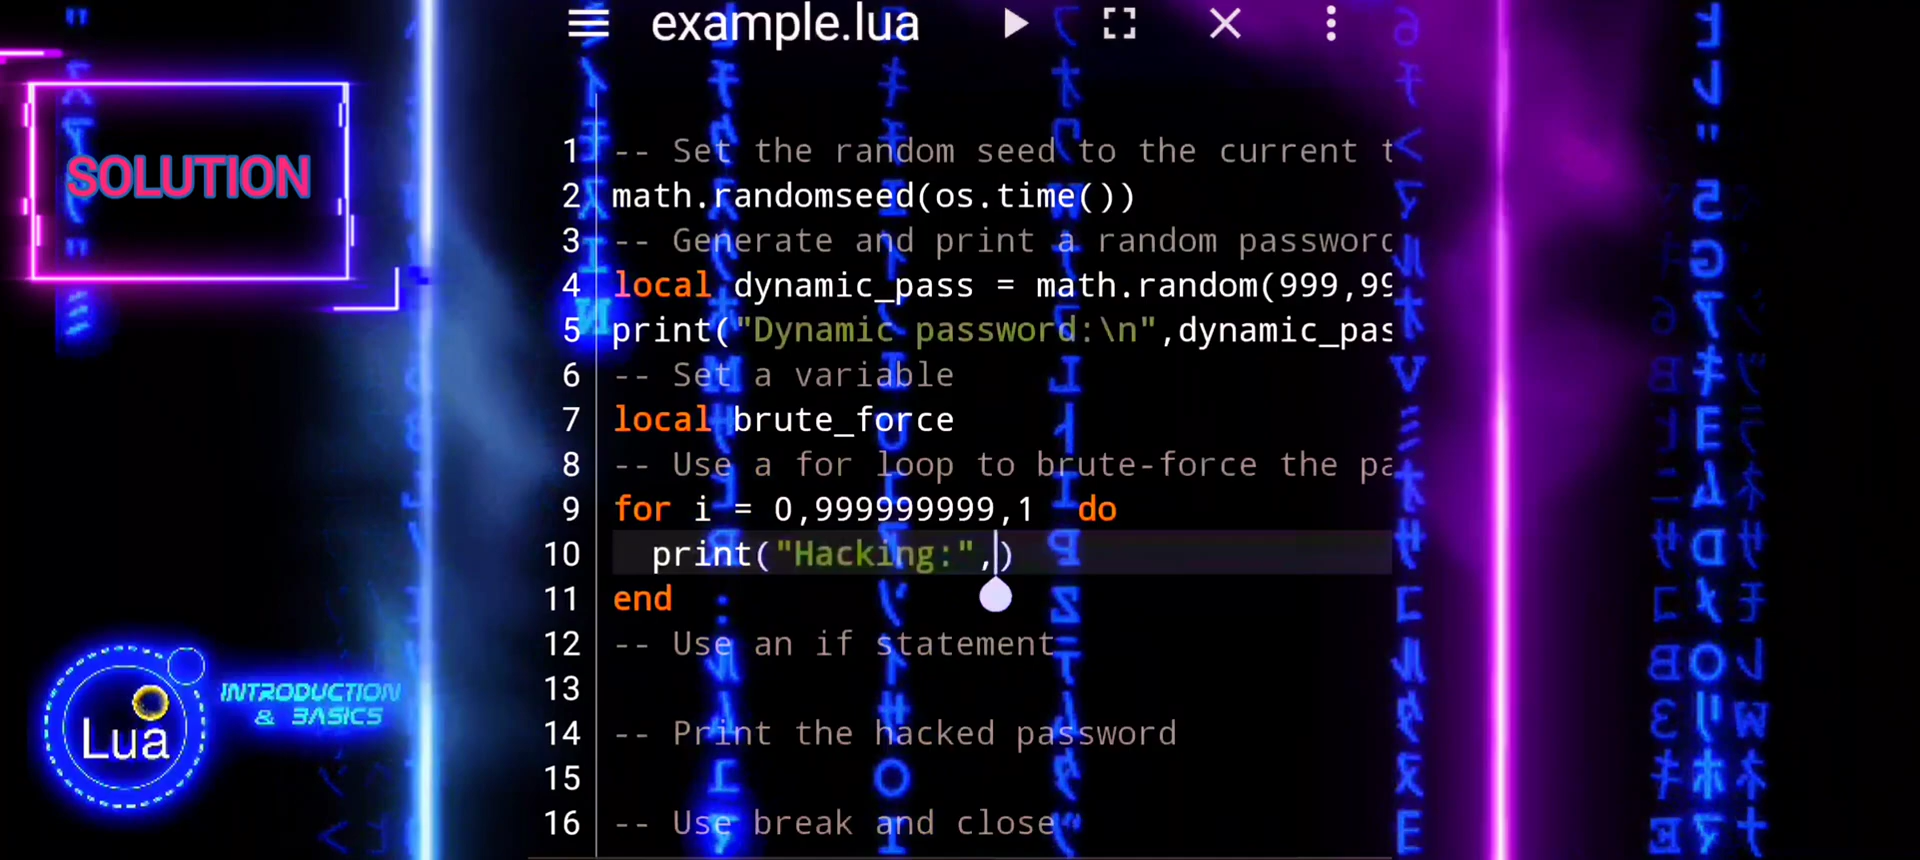 example.lua
SOLUTION
1 -- Set the random seed to the current t
2 math.randomseed(os.time())
3 -- Generate and print a random password
4 local dynamic_pass = math.random(999,99
5 print("Dynamic password:\n",dynamic_pas
6 -- Set a variable
7 local brute_force
8 -- Use a for loop to brute-force the pa
9 for i = 0,999999999,1  do
10   print("Hacking:",)
11 end
12 -- Use an if statement
13
14 -- Print the hacked password
15
16 -- Use break and close
Lua
INTRODUCTION
& BASICS